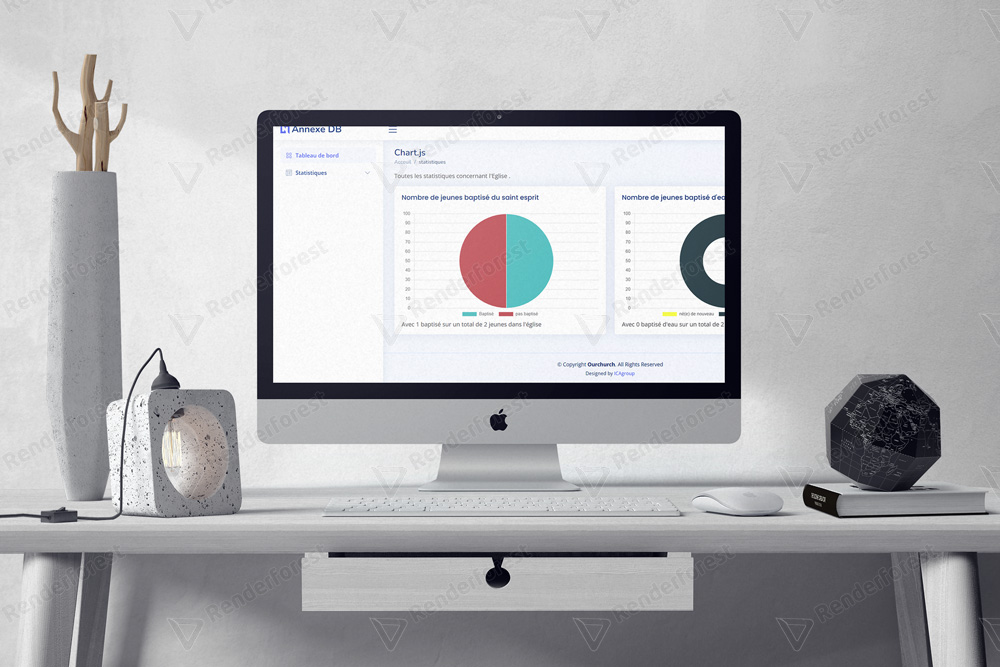 Annexe DB
Tableau de bord
Statistiques
Chart.js
Accueil / statistiques
Toutes les statistiques concernant l'Eglise .
Nombre de jeunes baptisé du saint esprit
100
90
80
70
60
50
40
30
20
10
0
Baptisé
pas baptisé
Avec 1 baptisé sur un total de 2 jeunes dans l'église
Nombre de jeunes baptisé d'ea
100
90
80
70
60
50
40
30
20
10
0
né(e) de nouveau
Avec 0 baptisé d'eau sur un total de 2
© Copyright Ourchurch. All Rights Reserved
Designed by ICAgroup
Renderforest